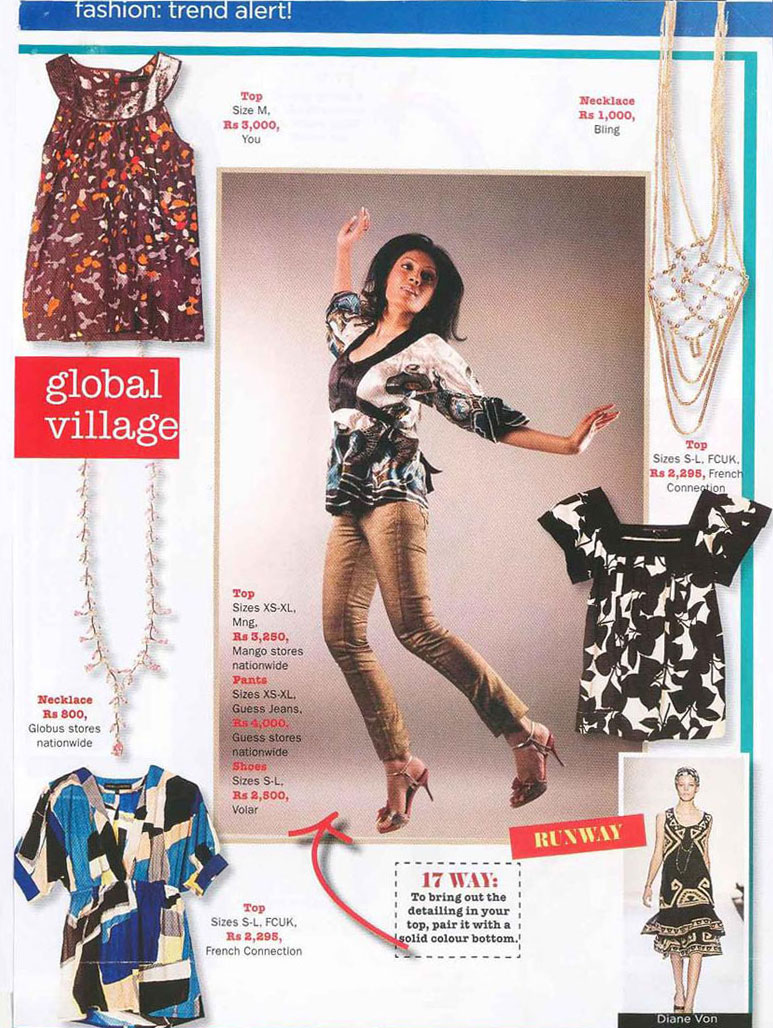 fashion: trend alert!
Top
Size M,
Rs 3,000,
You
Necklace
Rs 1,000,
Bling
global
village
Top
Sizes S-L, FCUK,
Rs 2,295, French
Connection
Top
Sizes XS-XL,
Mng,
Rs 3,250,
Mango stores
nationwide
Pants
Sizes XS-XL,
Guess Jeans,
Rs 4,000,
Guess stores
nationwide
Shoes
Sizes S-L,
Rs 2,500,
Volar
Necklace
Rs 800,
Globus stores
nationwide
RUNWAY
17 WAY:
To bring out the
detailing in your
top, pair it with a
solid colour bottom.
Top
Sizes S-L, FCUK,
Rs 2,295,
French Connection
Diane Von